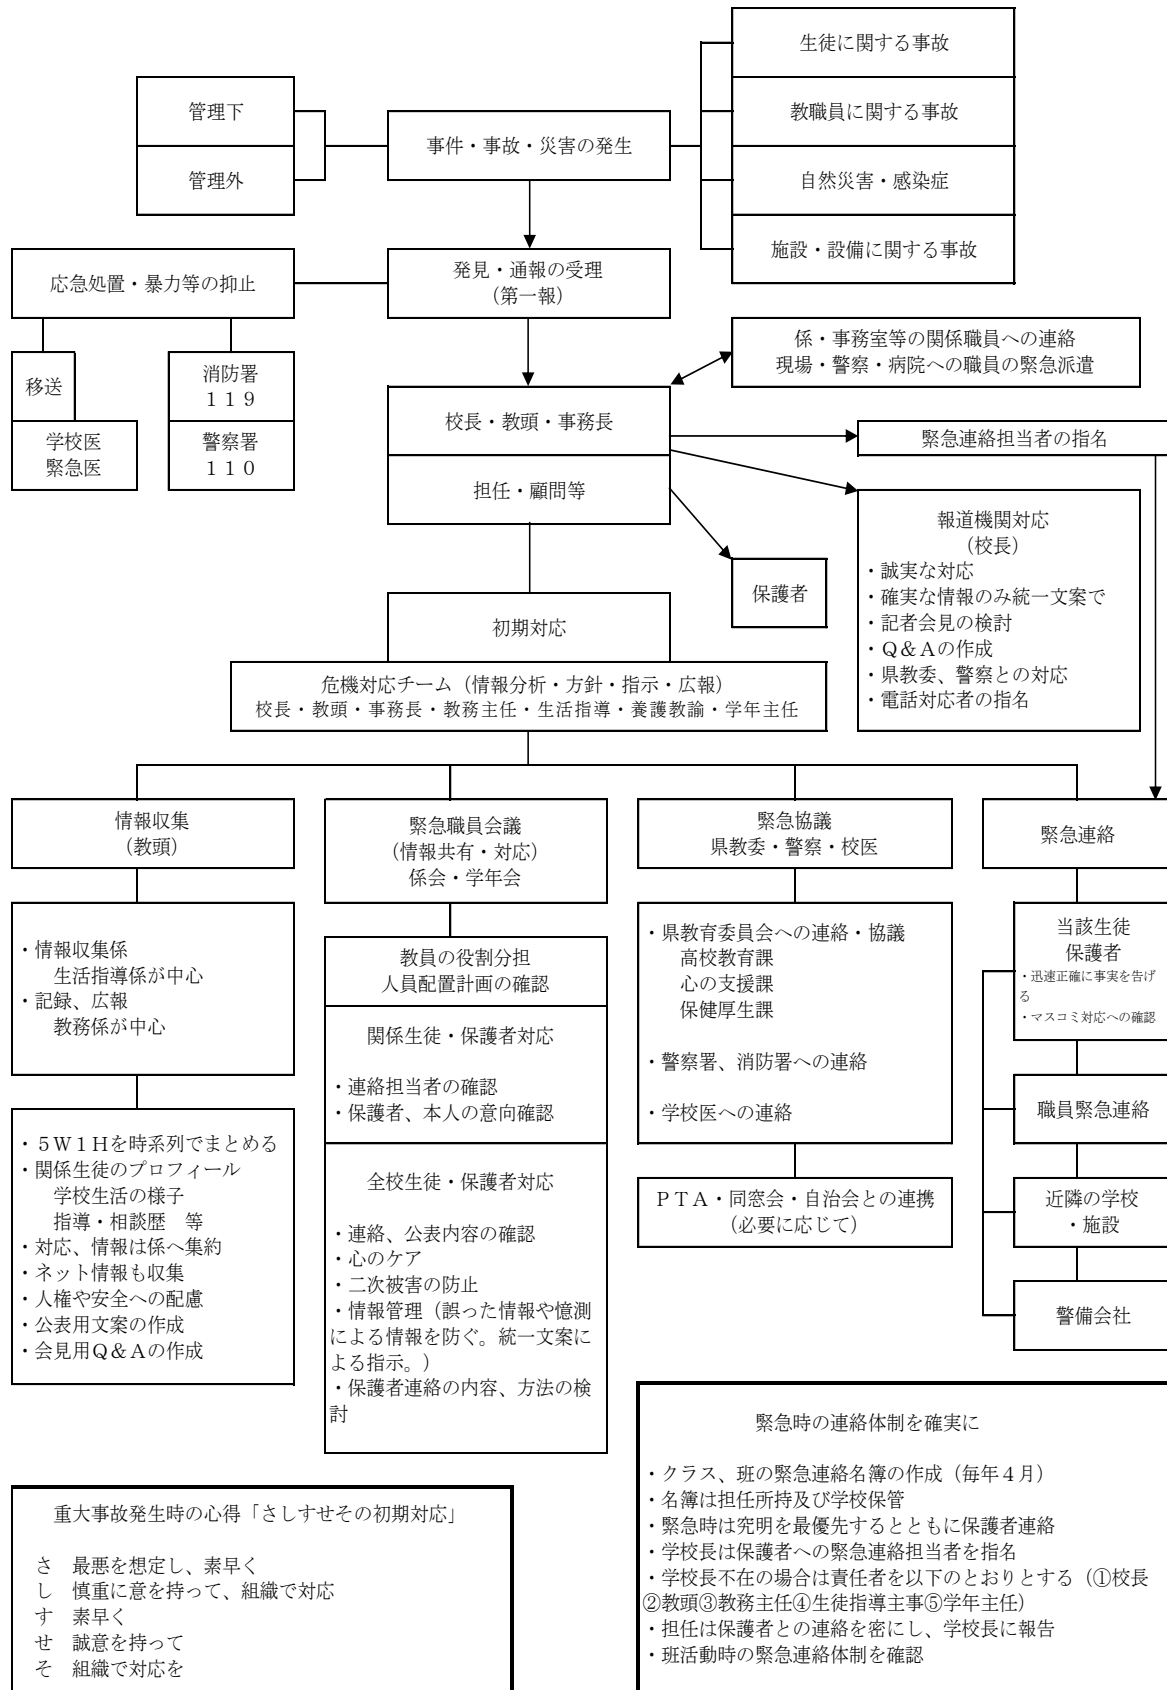 生徒に関する事故
管理下
教職員に関する事故
事件・事故・災害の発生
管理外
自然災害・感染症
施設・設備に関する事故
応急処置・暴力等の抑止
発見・通報の受理
（第一報）
係・事務室等の関係職員への連絡
現場・警察・病院への職員の緊急派遣
移送
消防署
１１９
学校医
緊急医
警察署
１１０
校長・教頭・事務長
担任・顧問等
緊急連絡担当者の指名
報道機関対応
（校長）
・誠実な対応
・確実な情報のみ統一文案で
・記者会見の検討
・Ｑ＆Ａの作成
・県教委、警察との対応
・電話対応者の指名
保護者
初期対応
危機対応チーム（情報分析・方針・指示・広報）
校長・教頭・事務長・教務主任・生活指導・養護教諭・学年主任
情報収集
（教頭）
・情報収集係
生活指導係が中心
・記録、広報
教務係が中心
・５Ｗ１Ｈを時系列でまとめる
・関係生徒のプロフィール
学校生活の様子
指導・相談歴　等
・対応、情報は係へ集約
・ネット情報も収集
・人権や安全への配慮
・公表用文案の作成
・会見用Ｑ＆Ａの作成
緊急職員会議
（情報共有・対応）
係会・学年会
教員の役割分担
人員配置計画の確認
関係生徒・保護者対応
・連絡担当者の確認
・保護者、本人の意向確認
全校生徒・保護者対応
・連絡、公表内容の確認
・心のケア
・二次被害の防止
・情報管理（誤った情報や憶測
による情報を防ぐ。統一文案に
よる指示。）
・保護者連絡の内容、方法の検
討
緊急協議
県教委・警察・校医
・県教育委員会への連絡・協議
高校教育課
心の支援課
保健厚生課
・警察署、消防署への連絡
・学校医への連絡
ＰＴＡ・同窓会・自治会との連携
（必要に応じて）
緊急連絡
当該生徒
保護者
・迅速正確に事実を告げ
る
・マスコミ対応への確認
職員緊急連絡
近隣の学校
・施設
警備会社
重大事故発生時の心得「さしすせその初期対応」
さ　最悪を想定し、素早く
し　慎重に意を持って、組織で対応
す　素早く
せ　誠意を持って
そ　組織で対応を
緊急時の連絡体制を確実に
・クラス、班の緊急連絡名簿の作成（毎年４月）
・名簿は担任所持及び学校保管
・緊急時は究明を最優先するとともに保護者連絡
・学校長は保護者への緊急連絡担当者を指名
・学校長不在の場合は責任者を以下のとおりとする（①校長
②教頭③教務主任④生徒指導主事⑤学年主任）
・担任は保護者との連絡を密にし、学校長に報告
・班活動時の緊急連絡体制を確認